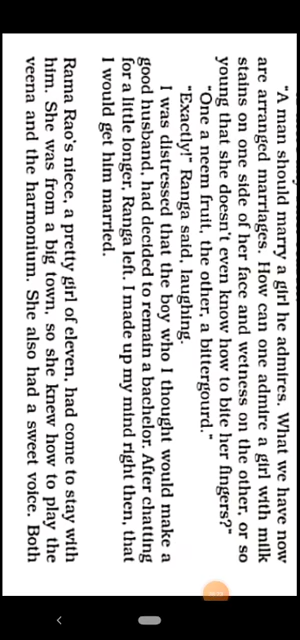 "A man should marry a girl he admires. What we have now
are arranged marriages. How can one admire a girl with milk
stains on one side of her face and wetness on the other, or so
young that she doesn't even know how to bite her fingers?"
"One a neem fruit, the other, a bittergourd."
"Exactly!" Ranga said, laughing.
I was distressed that the boy who I thought would make a
good husband, had decided to remain a bachelor. After chatting
for a little longer, Ranga left. I made up my mind right then, that
I would get him married.
Rama Rao's niece, a pretty girl of eleven, had come to stay with
him. She was from a big town, so she knew how to play the
veena and the harmonium. She also had a sweet voice. Both